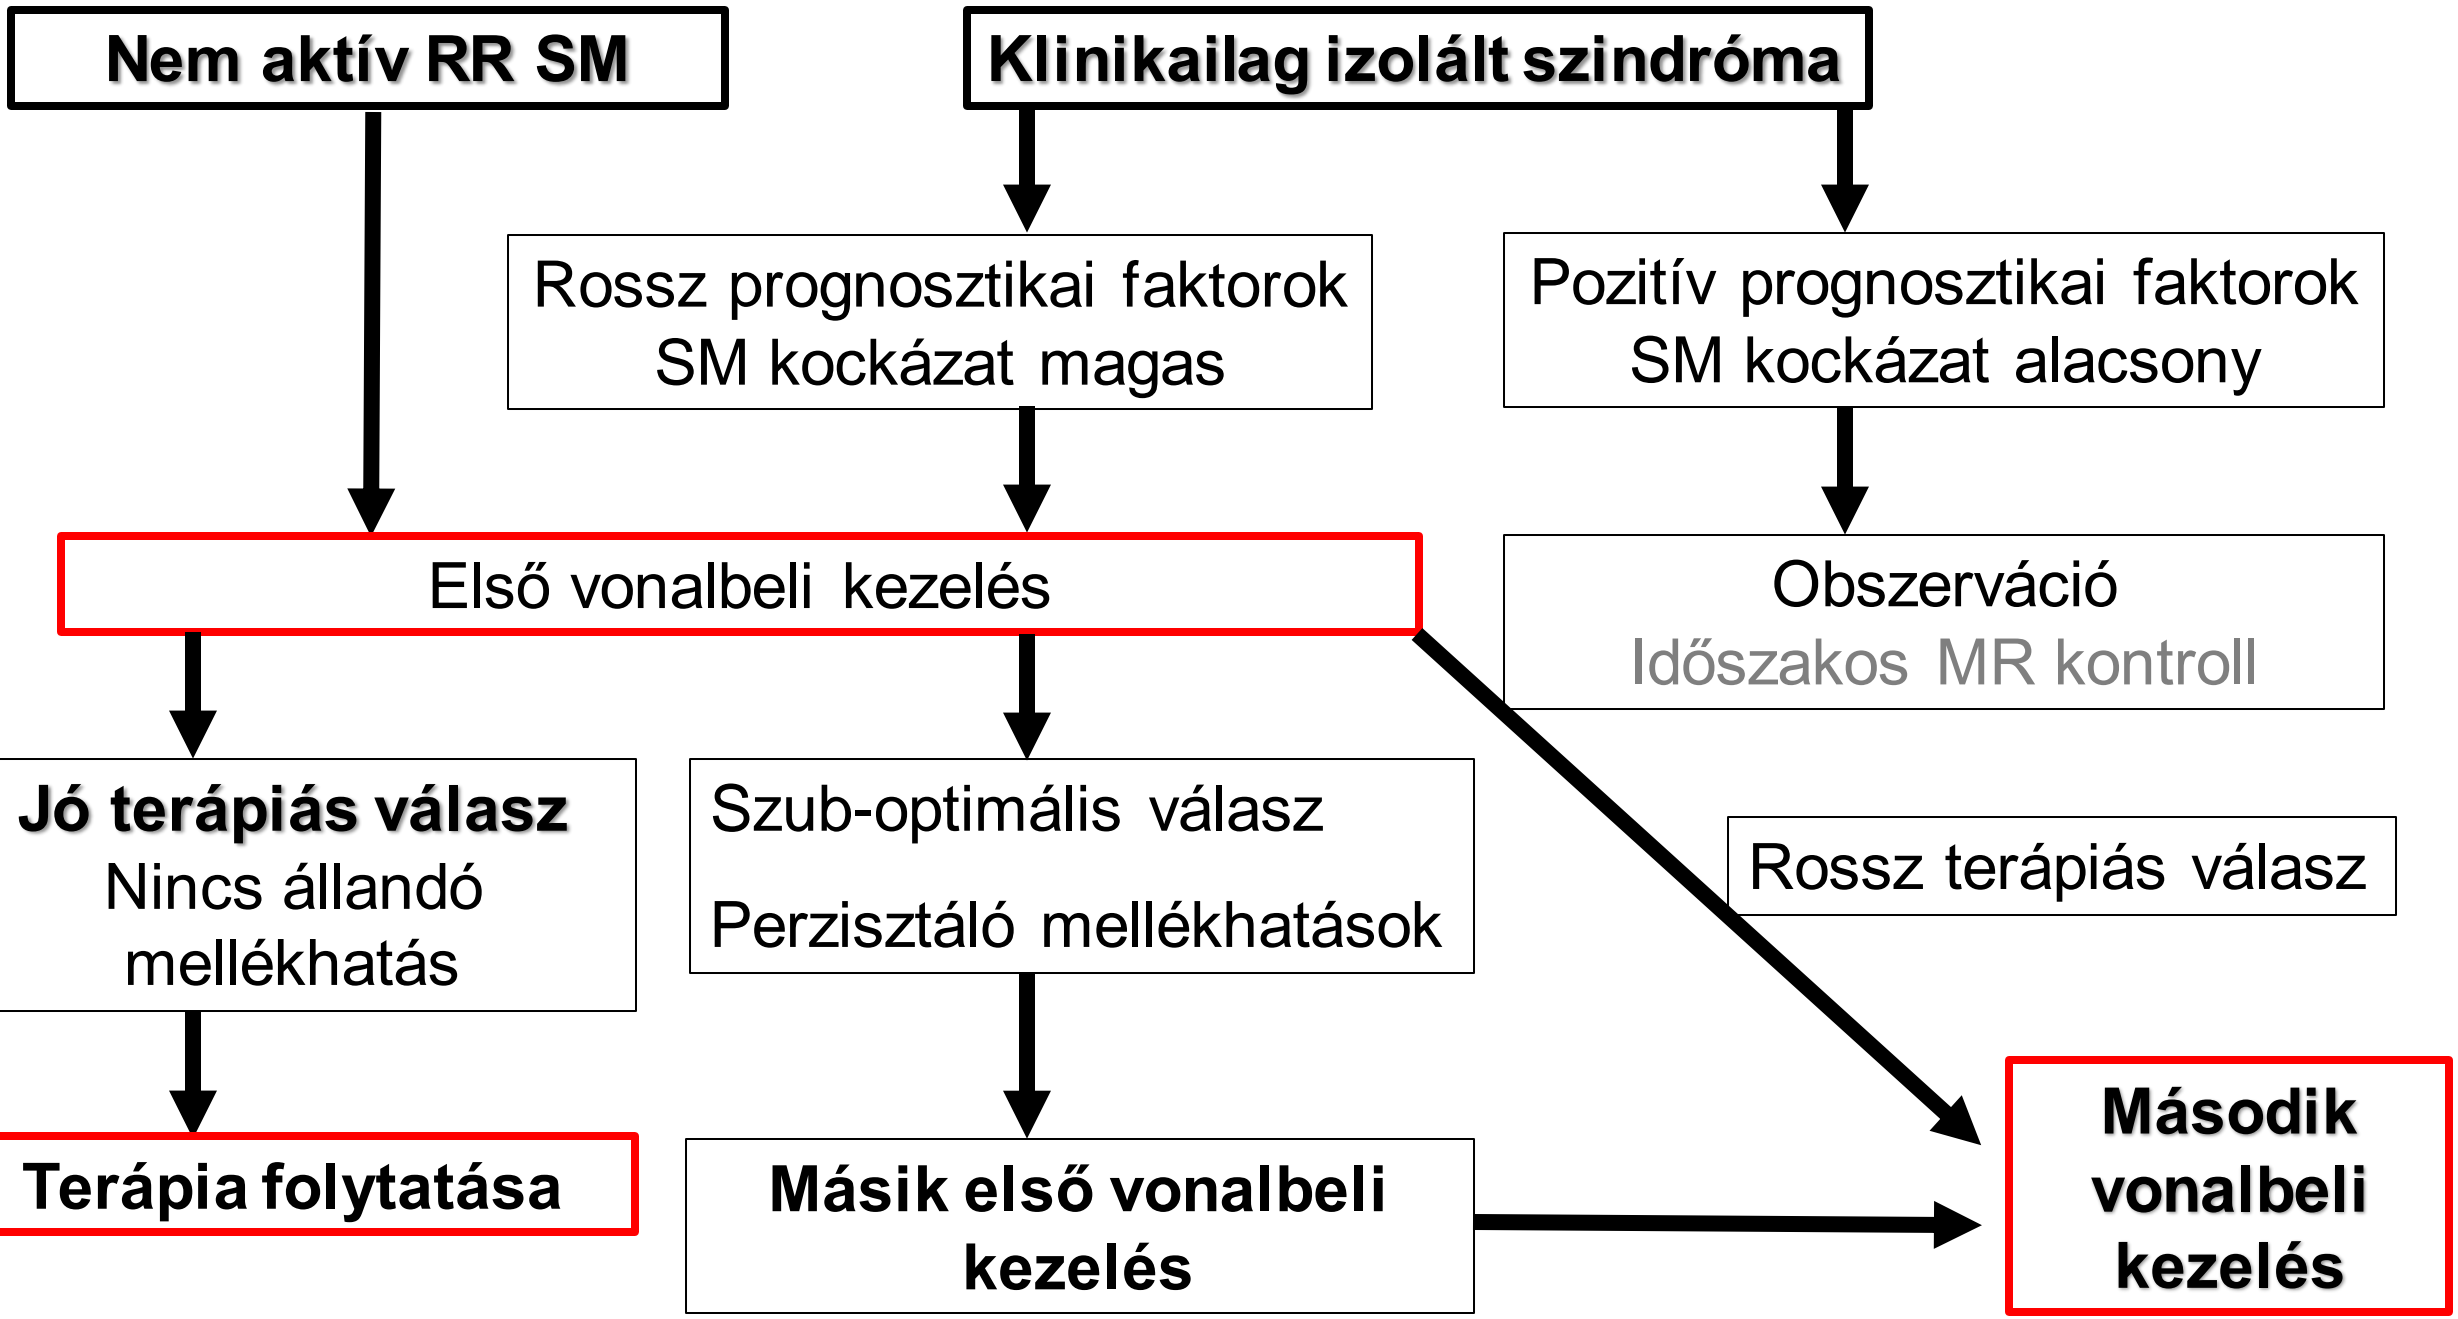 Nem aktív RR SM
Klinikailag izolált szindróma
Rossz prognosztikai faktorok
SM kockázat magas
Pozitív prognosztikai faktorok
SM kockázat alacsony
Első vonalbeli kezelés
Obszerváció
Időszakos MR kontroll
Jó terápiás válasz
Nincs állandó
mellékhatás
Szub-optimális válasz
Perzisztáló mellékhatások
Rossz terápiás válasz
Terápia folytatása
Másik első vonalbeli
kezelés
Második
vonalbeli
kezelés